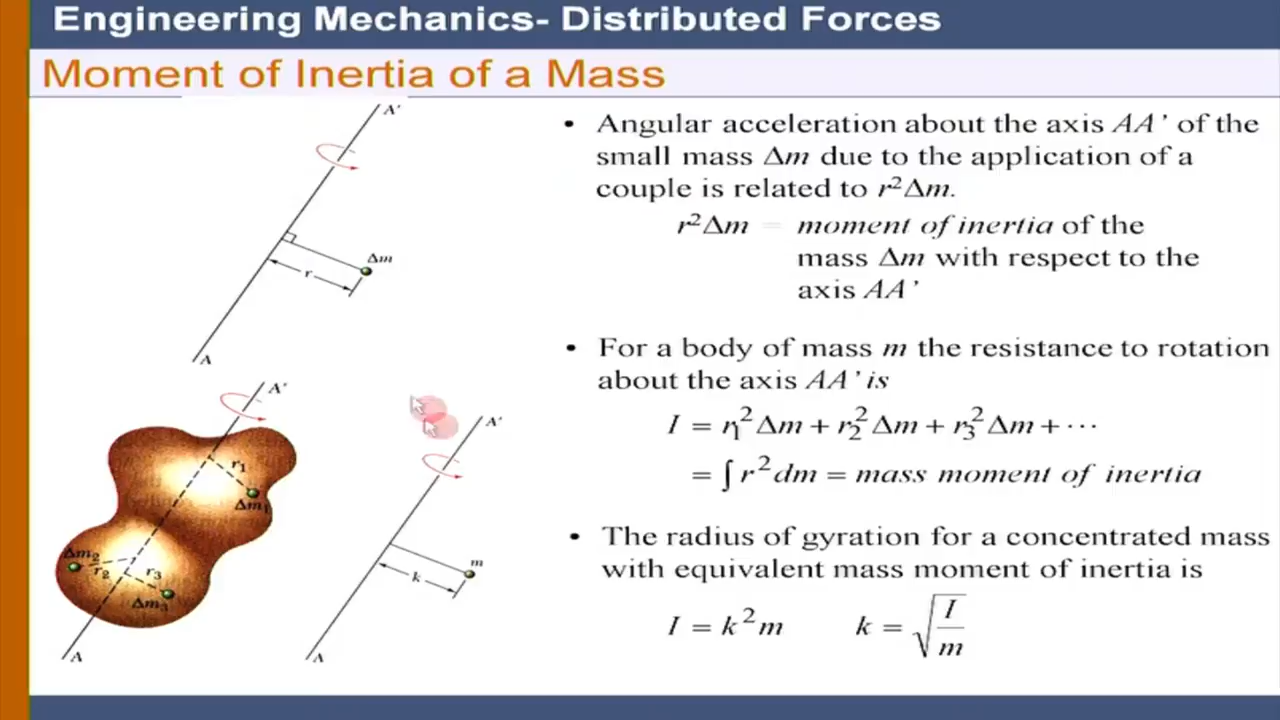 Engineering Mechanics- Distributed Forces
Moment of Inertia of a Mass
A'
Δm
r
A
A'
r1
Δm1
Δm2
r2
r3
Δm3
A
A'
m
k
A
• Angular acceleration about the axis AA' of the
small mass Δm due to the application of a
couple is related to r²Δm.
r²Δm = moment of inertia of the
mass Δm with respect to the
axis AA'
• For a body of mass m the resistance to rotation
about the axis AA' is
I = r₁²Δm + r₂²Δm + r₃²Δm + ⋯
= ∫r²dm = mass moment of inertia
• The radius of gyration for a concentrated mass
with equivalent mass moment of inertia is
I = k²m   k = √(I/m)